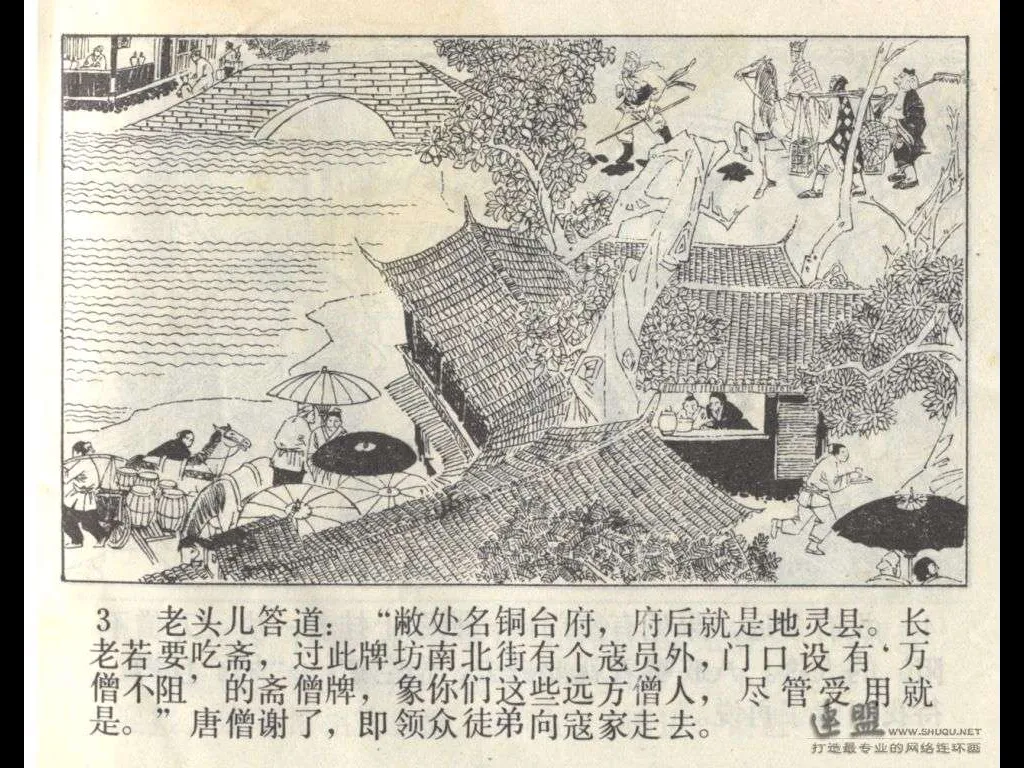 3 老头儿答道：“敝处名铜台府，府后就是地灵县。长
老若要吃斋，过此牌坊南北街有个寇员外，门口设有‘万
僧不阻’的斋僧牌，象你们这些远方僧人，尽管受用就
是。”唐僧谢了，即领众徒弟向寇家走去。
连盟
WWW.SHUQU.NET
打造最专业的网络连环画